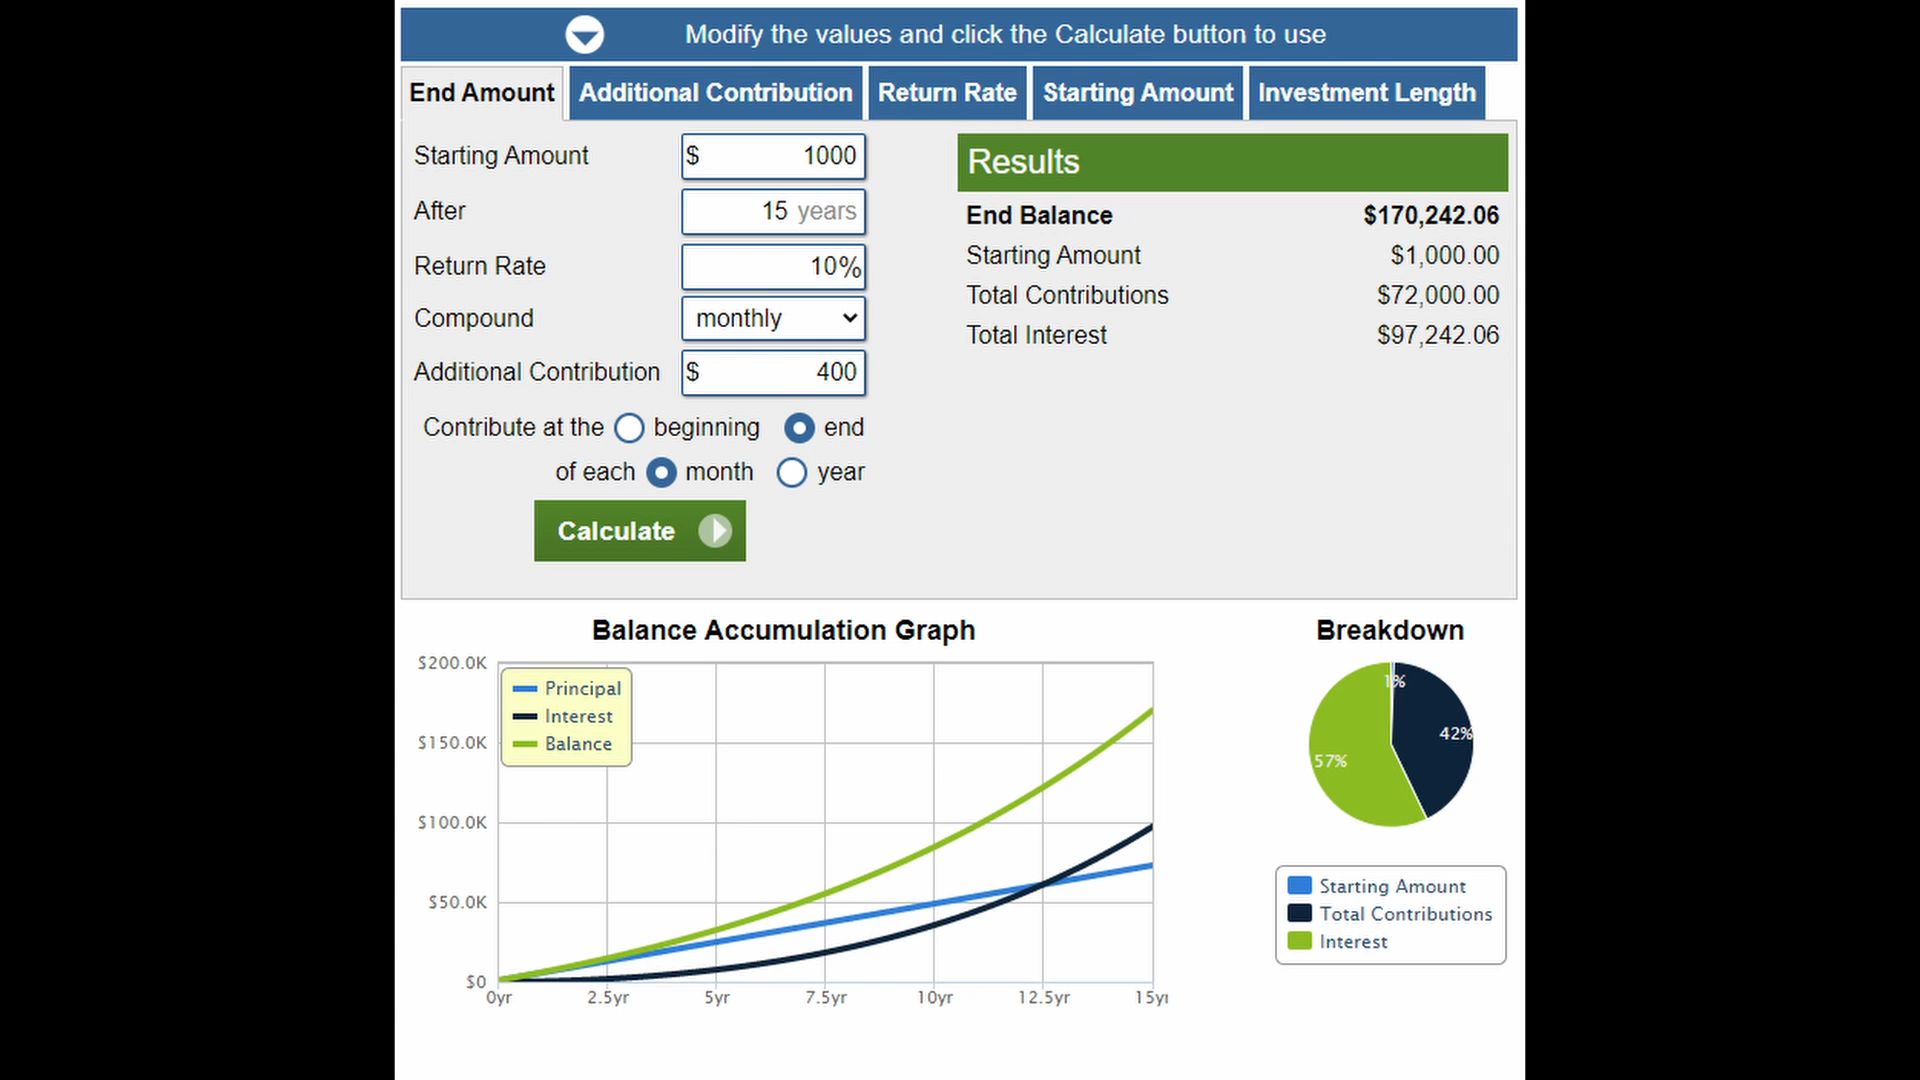 Modify the values and click the Calculate button to use
End Amount Additional Contribution Return Rate Starting Amount Investment Length
Starting Amount $ 1000
After 15 years
Return Rate 10%
Compound monthly
Additional Contribution $ 400
Contribute at the beginning end
of each month year
Calculate
Results
End Balance $170,242.06
Starting Amount $1,000.00
Total Contributions $72,000.00
Total Interest $97,242.06
Balance Accumulation Graph
$200.0K
$150.0K
$100.0K
$50.0K
$0
Principal
Interest
Balance
0yr 2.5yr 5yr 7.5yr 10yr 12.5yr 15yr
Breakdown
1%
42%
57%
Starting Amount
Total Contributions
Interest